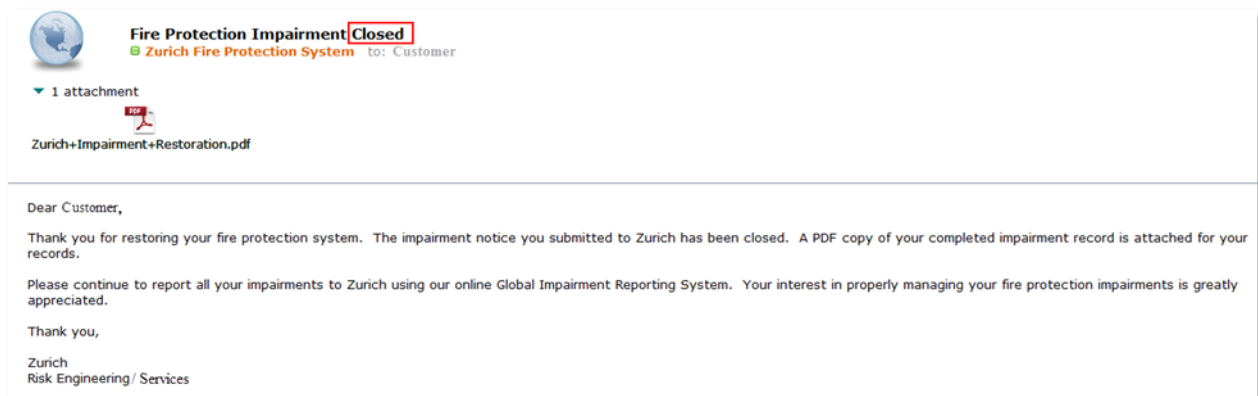 Fire Protection Impairment Closed
Zurich Fire Protection System to: Customer
1 attachment
PDF
Zurich+Impairment+Restoration.pdf
Dear Customer,
Thank you for restoring your fire protection system. The impairment notice you submitted to Zurich has been closed. A PDF copy of your completed impairment record is attached for your
records.
Please continue to report all your impairments to Zurich using our online Global Impairment Reporting System. Your interest in properly managing your fire protection impairments is greatly
appreciated.
Thank you,
Zurich
Risk Engineering/ Services